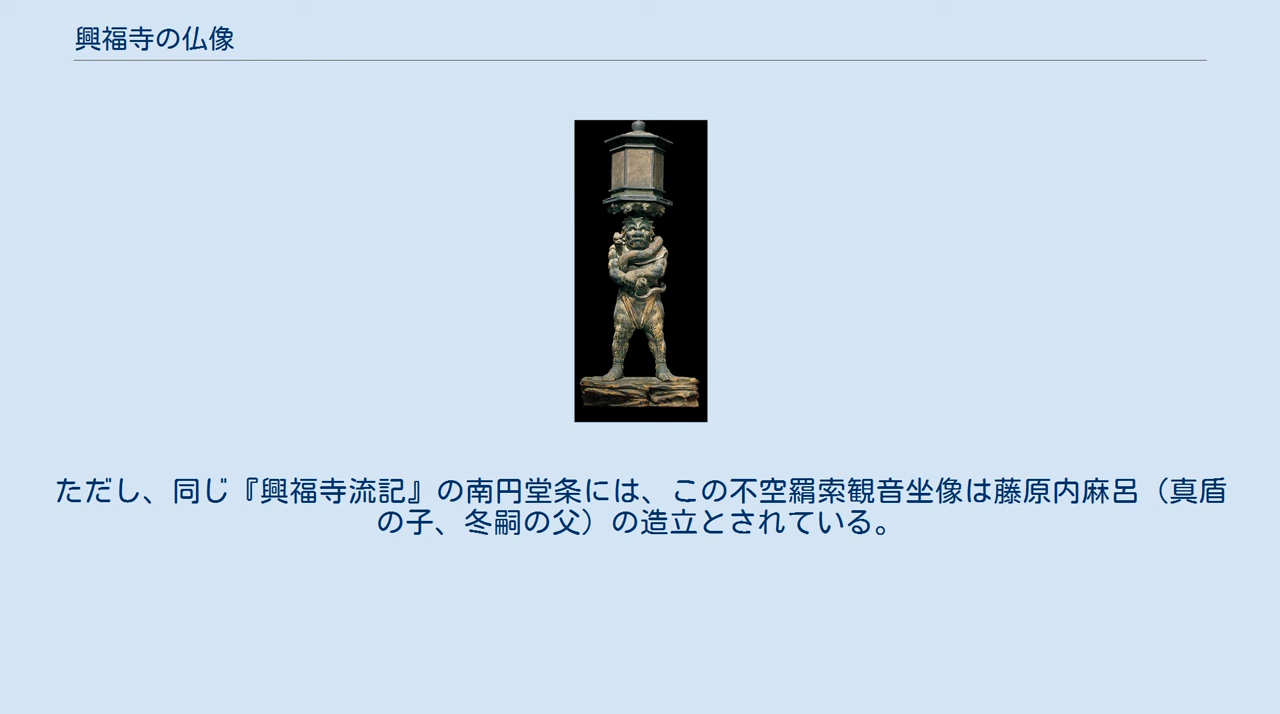 興福寺の仏像
ただし、同じ『興福寺流記』の南円堂条には、この不空羂索観音坐像は藤原内麻呂（真盾
の子、冬嗣の父）の造立とされている。